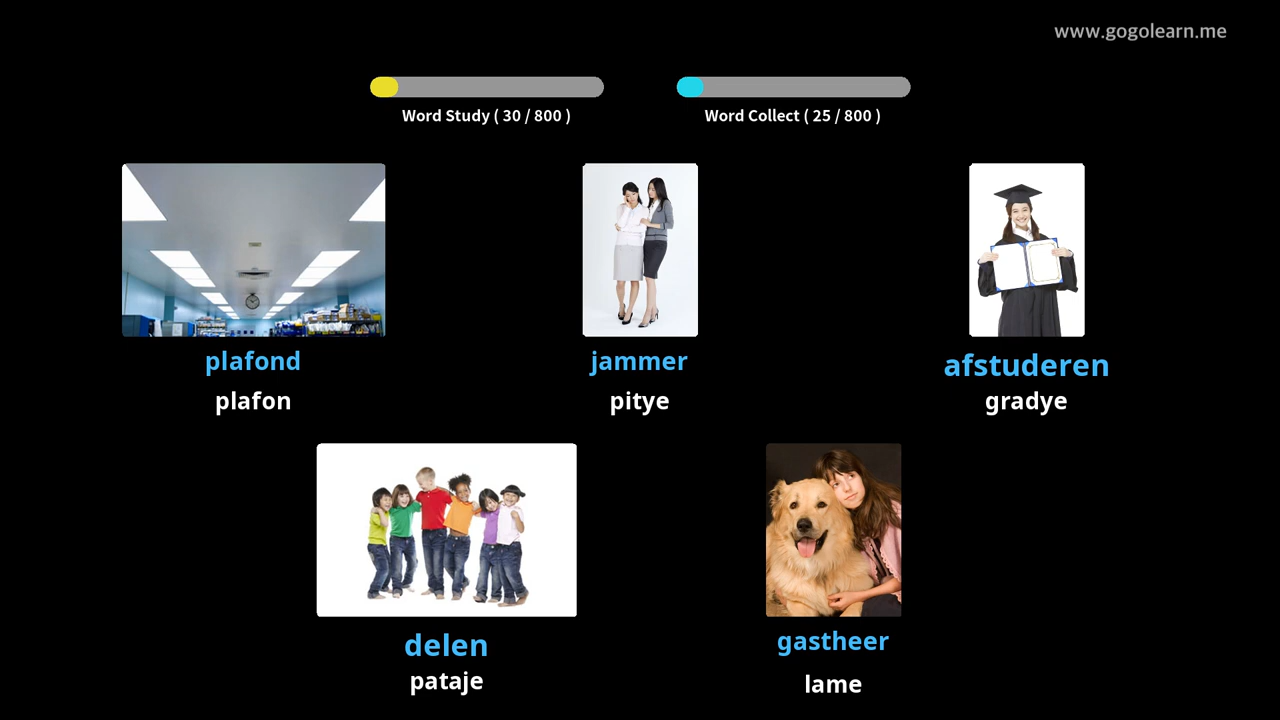 www.gogolearn.me
Word Study ( 30 / 800 )
Word Collect ( 25 / 800 )
plafond
plafon
jammer
pitye
afstuderen
gradye
delen
pataje
gastheer
lame